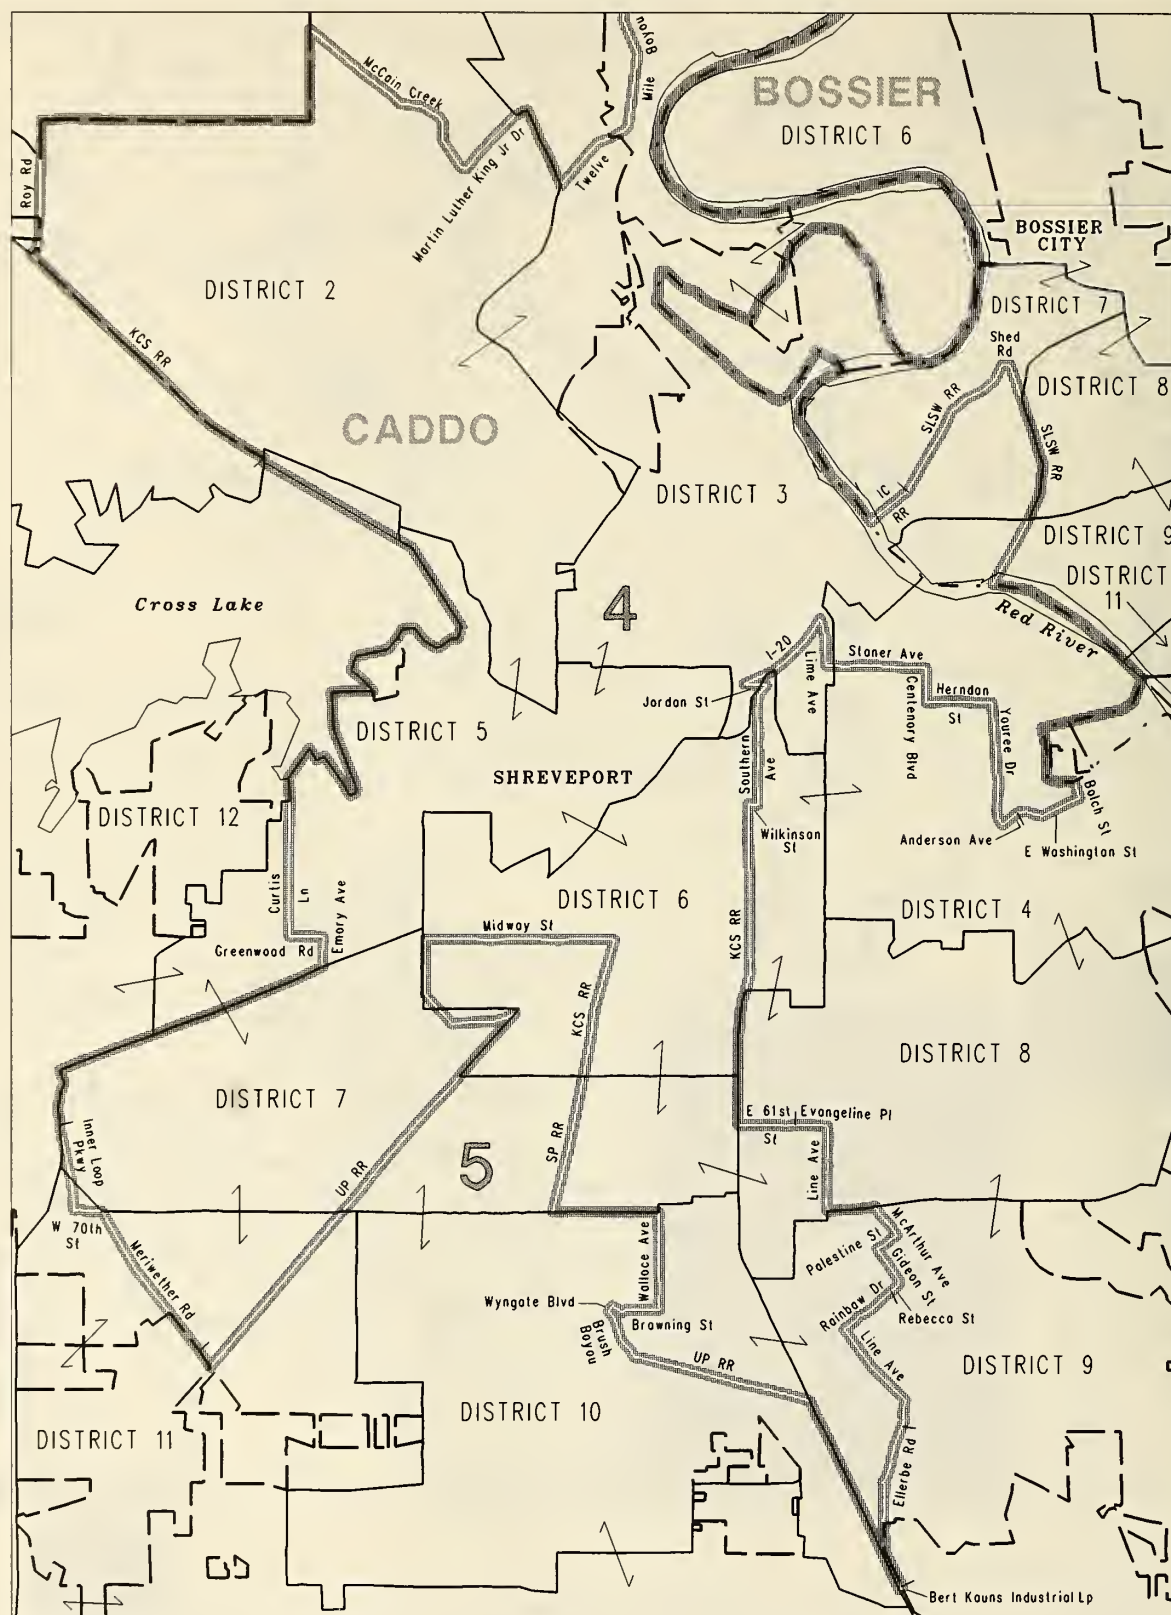 McCain Creek
Mile Bayou
BOSSIER
DISTRICT 6
Martin Luther King Jr Dr
Twelve
Roy Rd
BOSSIER
CITY
DISTRICT 2
DISTRICT 7
KCS RR
Shed
Rd
DISTRICT 8
CADDO
SLSW RR
SLSW RR
DISTRICT 3
IC
RR
DISTRICT 9
DISTRICT
11
Cross Lake
4
Red River
I-20
Line Ave
Stoner Ave
Jordan St
Centenary Blvd
Herndon
St
DISTRICT 5
Youree Dr
Southern
Ave
SHREVEPORT
Balch St
DISTRICT 12
Wilkinson
St
Anderson Ave
E Washington St
Curtis
Ln
Emory Ave
DISTRICT 6
DISTRICT 4
Midway St
KCS RR
Greenwood Rd
KCS RR
DISTRICT 8
DISTRICT 7
E 61st Evangeline Pl
St
Inner Loop
Pkwy
SP RR
5
UP RR
Line Ave
W 70th
St
Meriwether Rd
Wallace Ave
Palestine St
McArthur Ave
Gideon St
Wyngate Blvd
Browning St
Rainbow Dr
Rebecca St
Brush
Bayou
UP RR
Line Ave
DISTRICT 9
DISTRICT 10
DISTRICT 11
Ellerbe Rd
Bert Kouns Industrial Lp